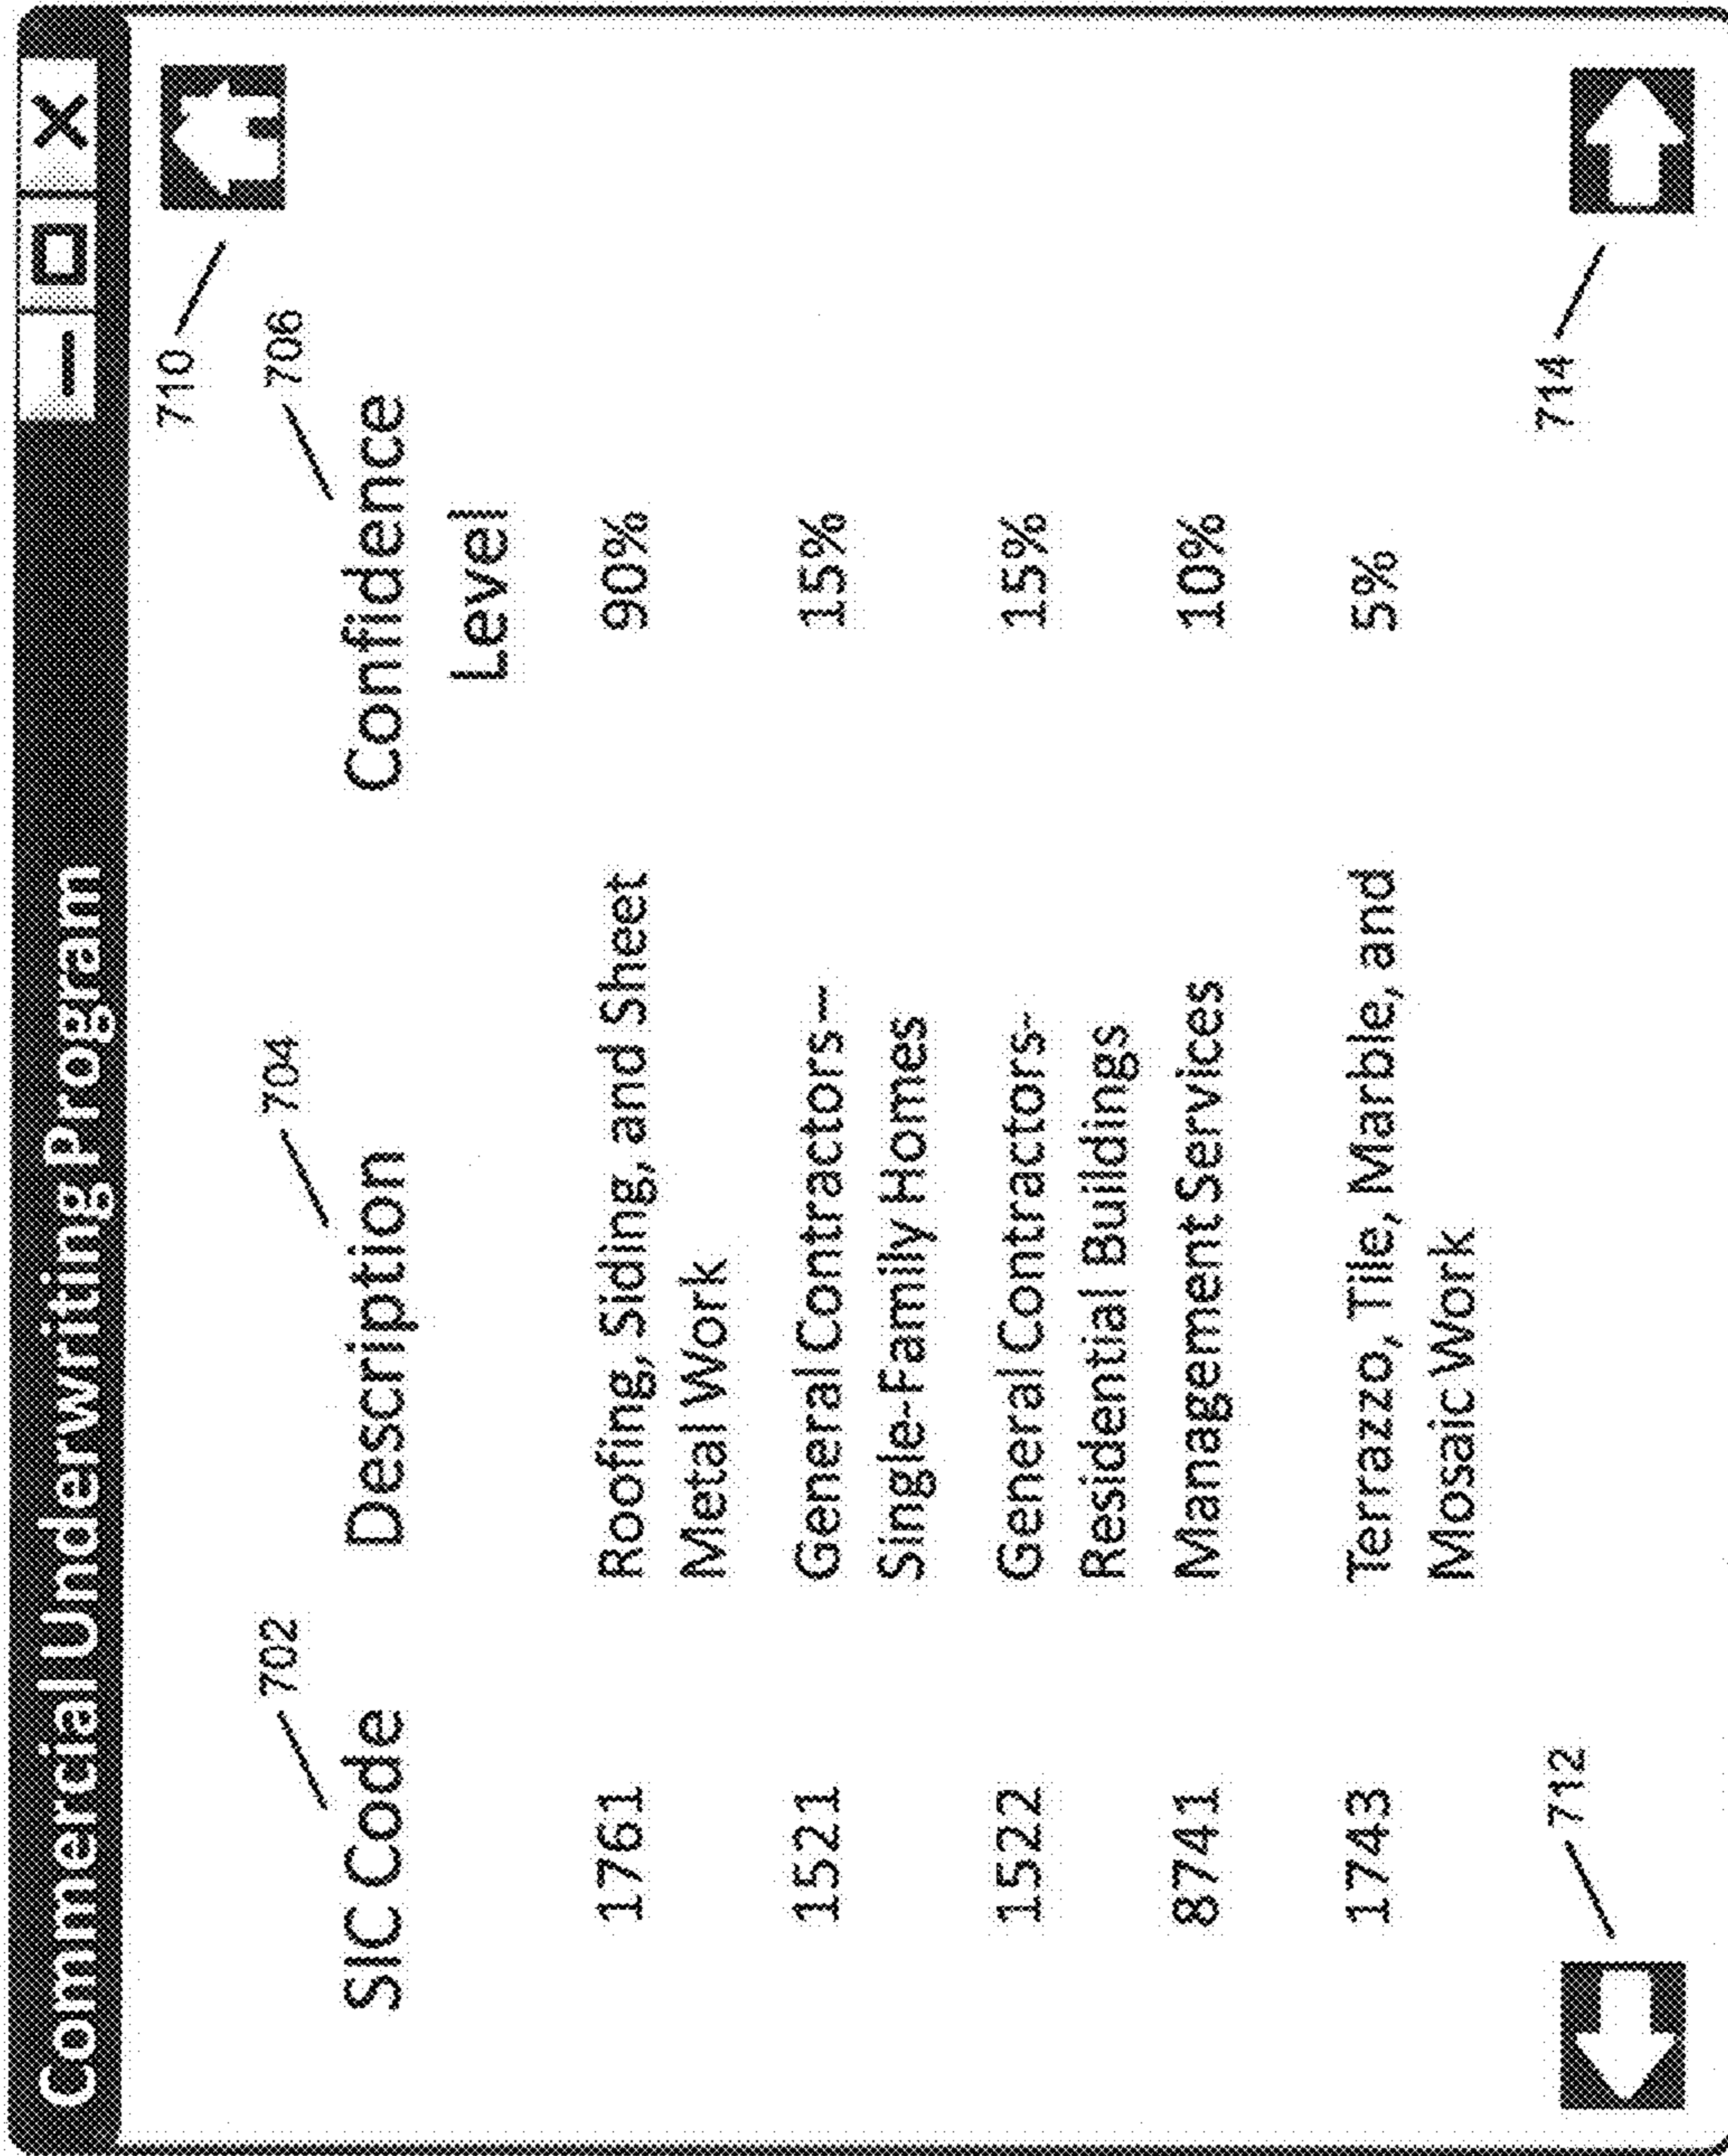 Commercial Underwriting Program
710
702
704
706
SIC Code Description Confidence
Level
1761 Roofing, Siding, and Sheet 90%
Metal Work
1521 General Contractors— 15%
Single-Family Homes
1522 General Contractors- 15%
Residential Buildings
8741 Management Services 10%
1743 Terrazzo, Tile, Marble, and 5%
Mosaic Work
712
714